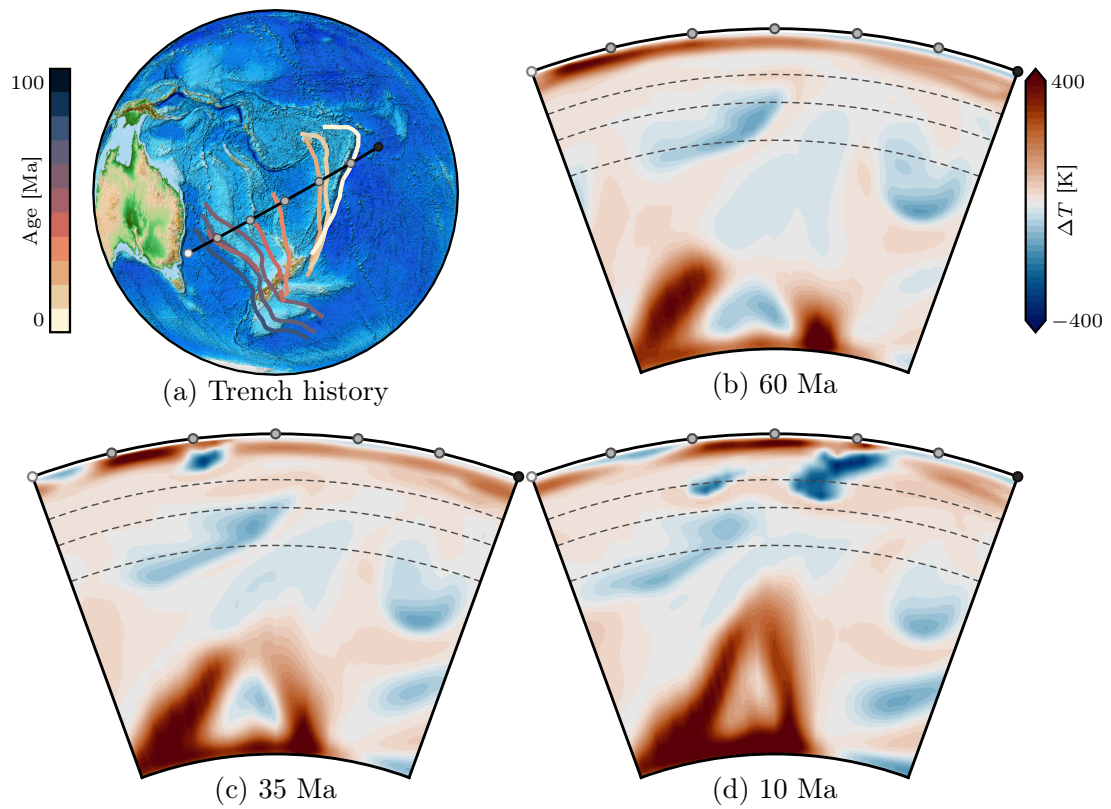 100
Age [Ma]
0
(a) Trench history
400
ΔT [K]
−400
(b) 60 Ma
(c) 35 Ma
(d) 10 Ma